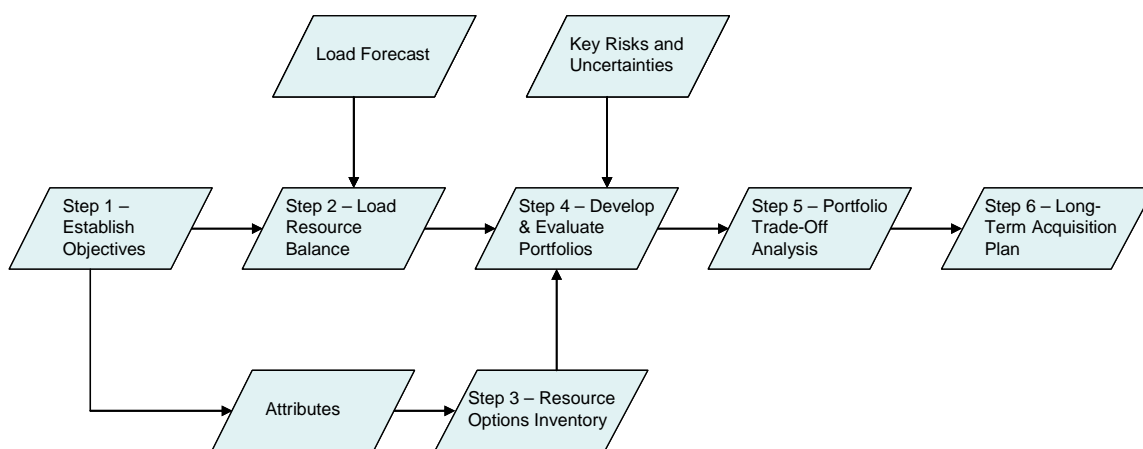 Load Forecast
Key Risks and
Uncertainties
Step 1 –
Establish
Objectives
Step 2 – Load
Resource
Balance
Step 4 – Develop
& Evaluate
Portfolios
Step 5 – Portfolio
Trade-Off
Analysis
Step 6 – Long-
Term Acquisition
Plan
Attributes
Step 3 – Resource
Options Inventory